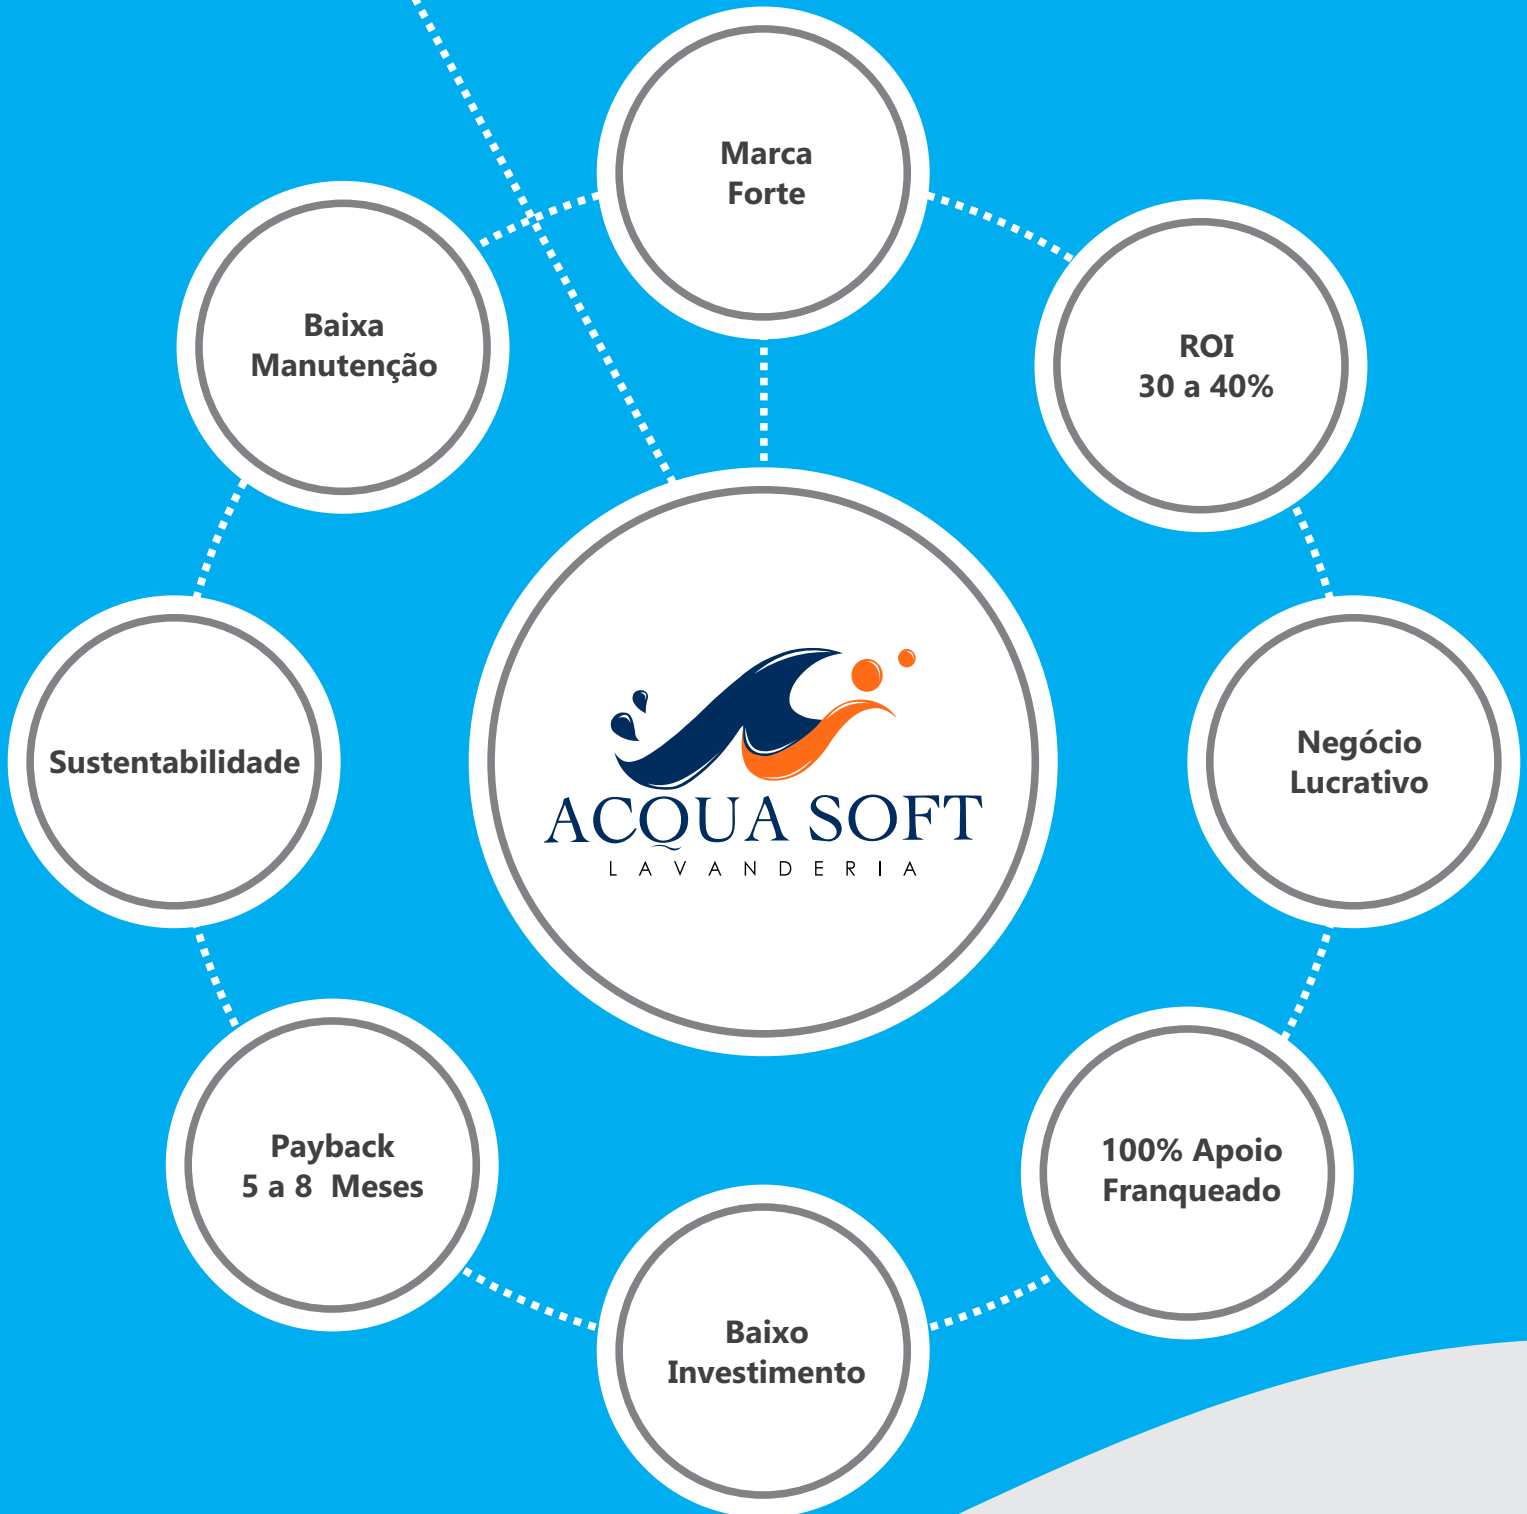 Marca
Forte
Baixa
Manutenção
ROI
30 a 40%
Sustentabilidade
ACQUA SOFT
LAVANDERIA
Negócio
Lucrativo
Payback
5 a 8 Meses
100% Apoio
Franqueado
Baixo
Investimento